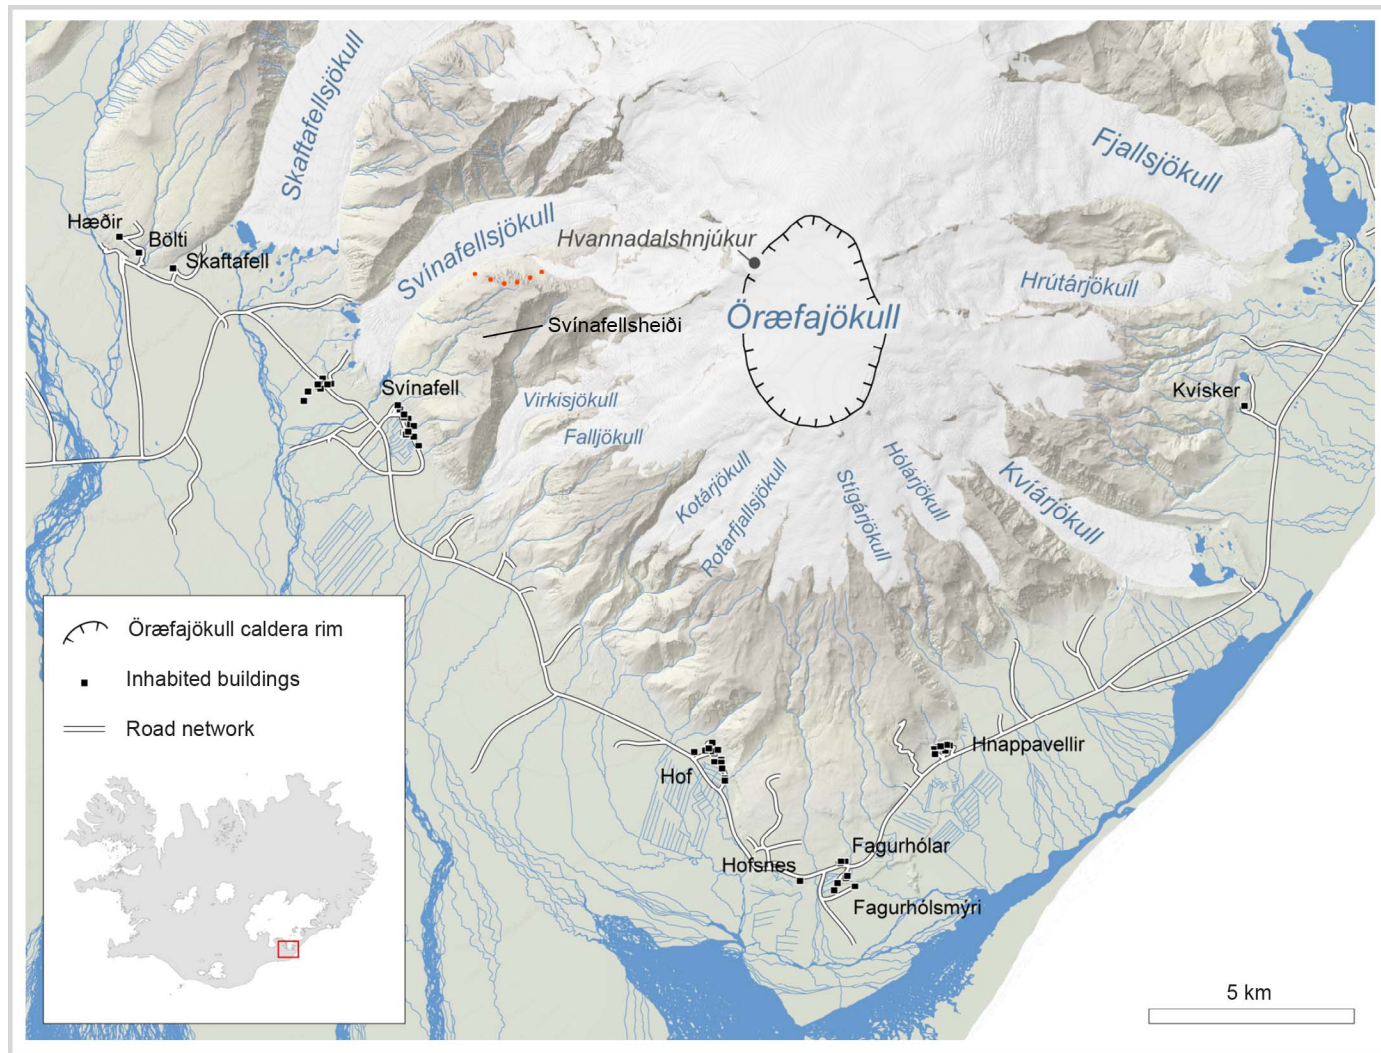 Skaftafellsjökull
Fjallsjökull
Hæðir
Bölti
Skaftafell
Svínafellsjökull
Hvannadalshnjúkur
Hrútárjökull
Öræfajökull
Svínafellsheiði
Svínafell
Virkisjökull
Falljökull
Kvísker
Kotárjökull
Rotarfjallsjökull
Stigárjökull
Hólárjökull
Kvíárjökull
Öræfajökull caldera rim
Inhabited buildings
Road network
Hof
Hnappavellir
Hofsnes
Fagurhólar
Fagurhólsmýri
5 km